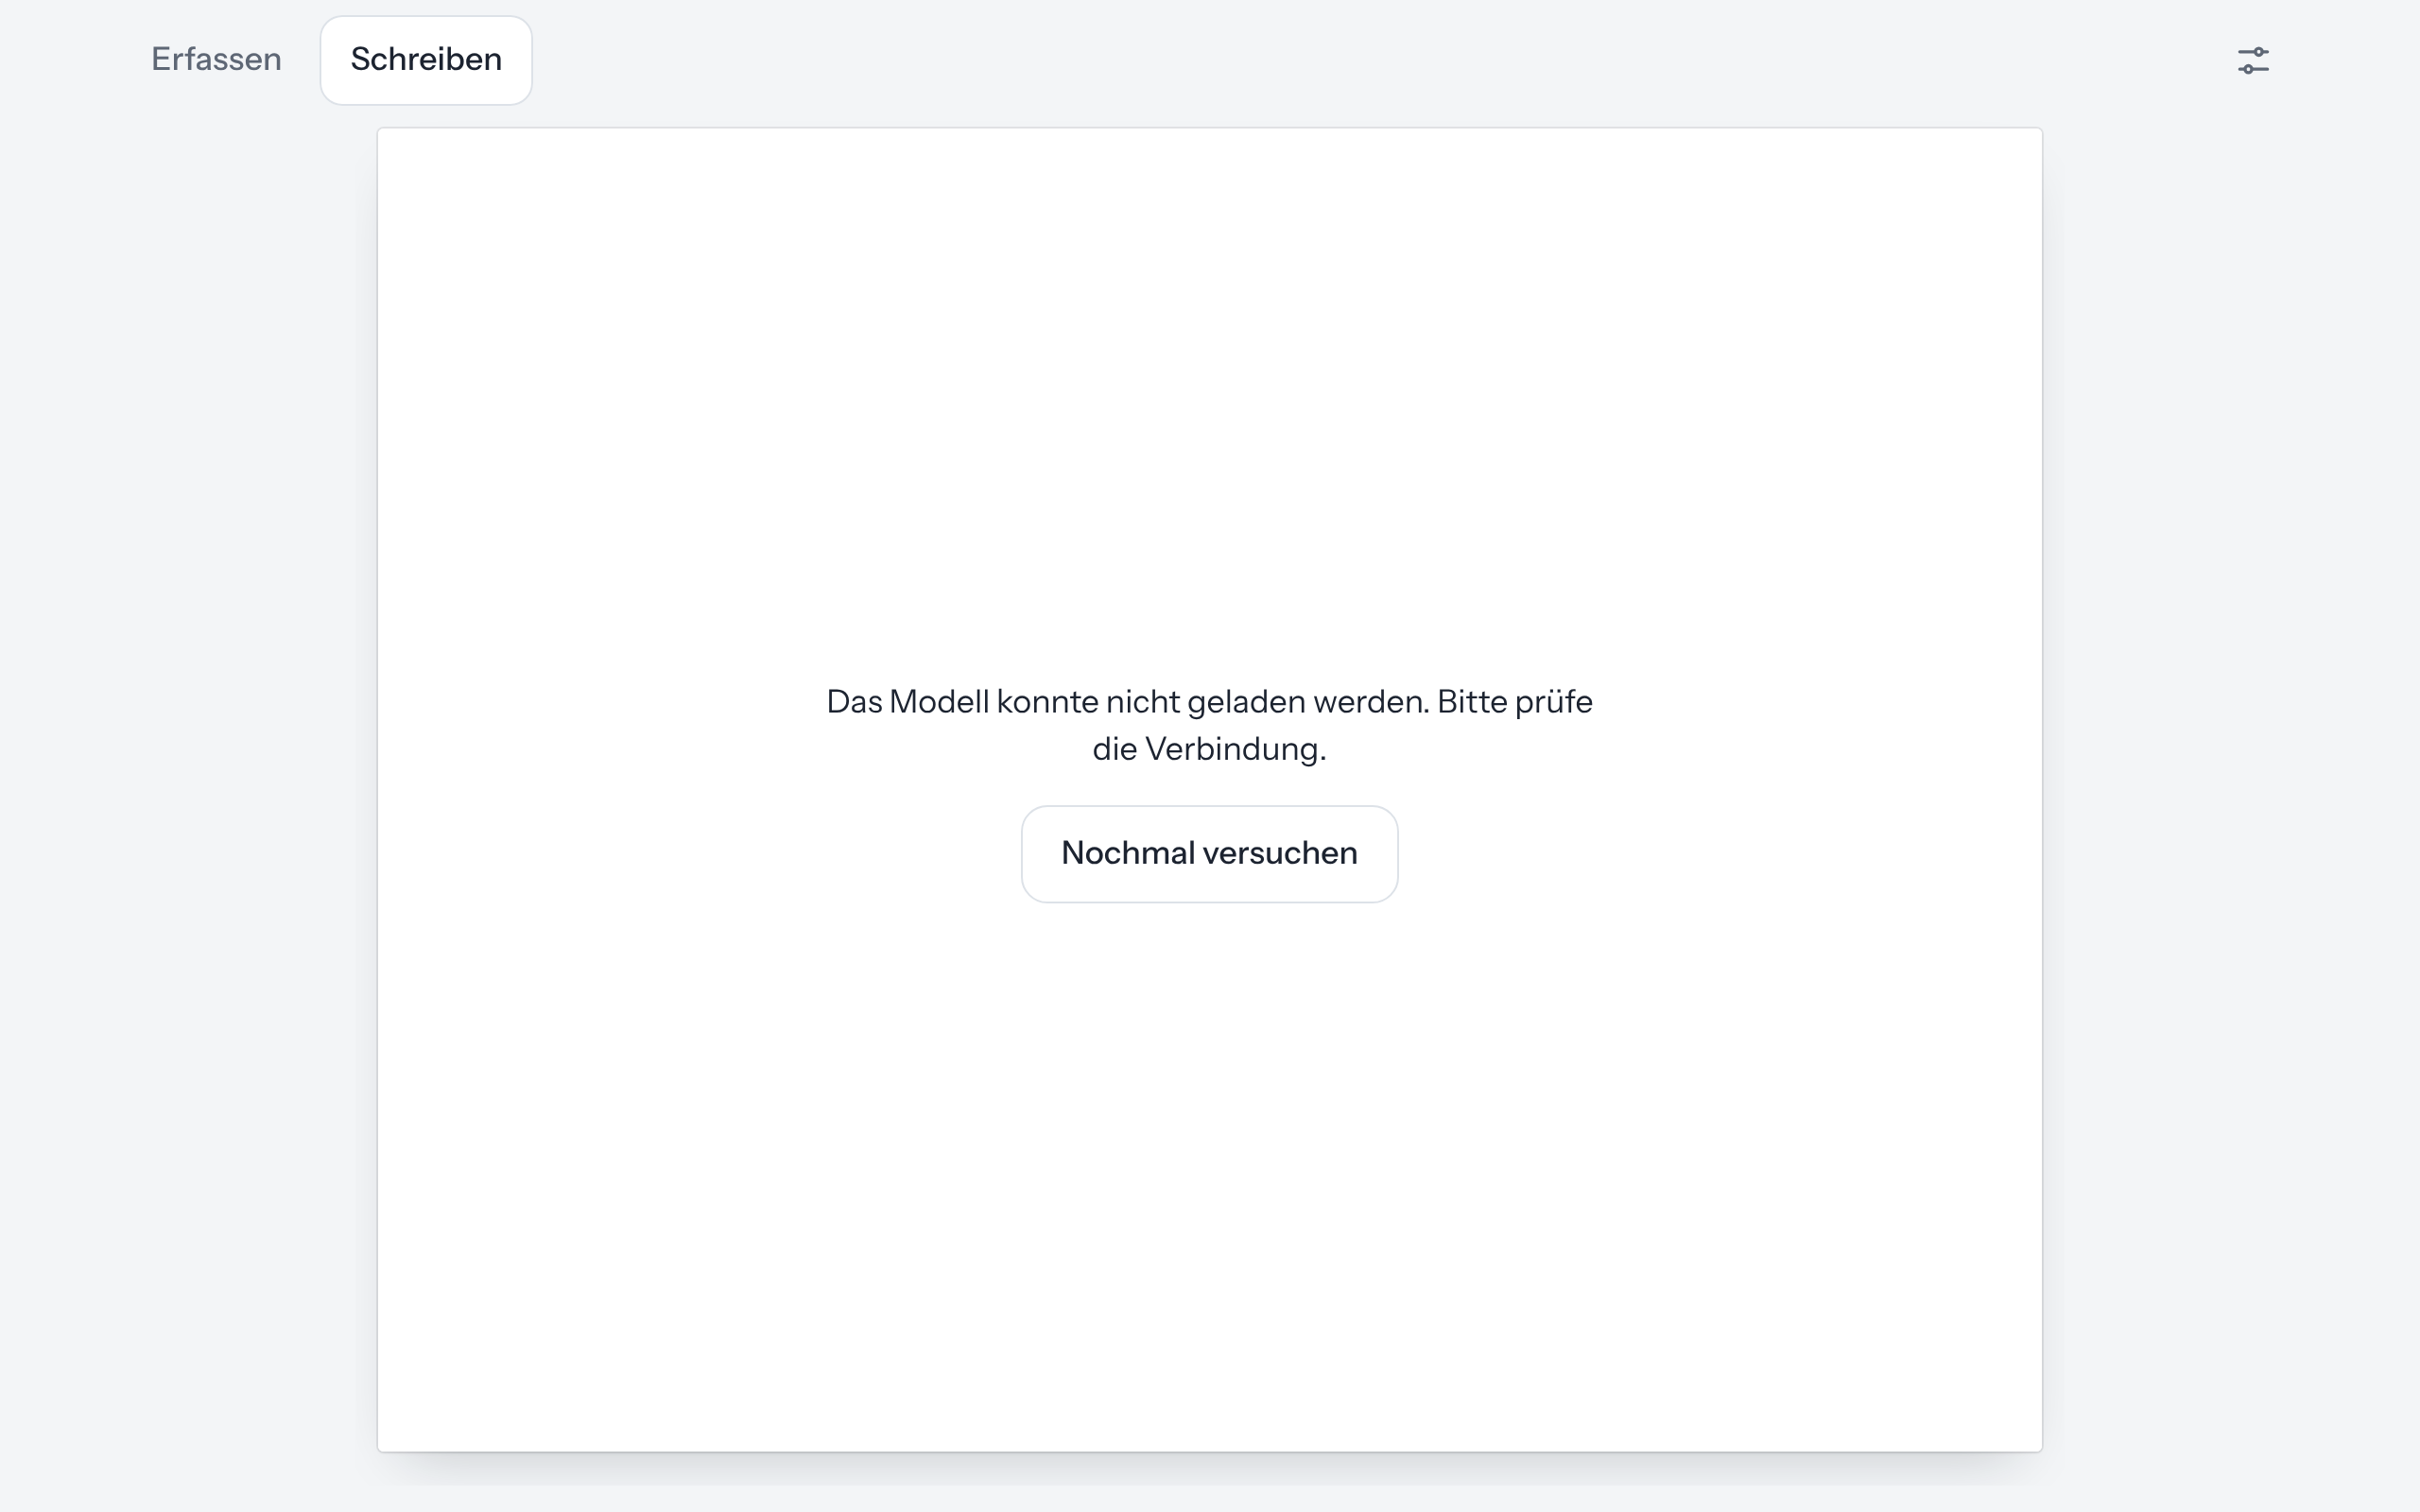 Erfassen
Schreiben
Das Modell konnte nicht geladen werden. Bitte prüfe
die Verbindung.
Nochmal versuchen